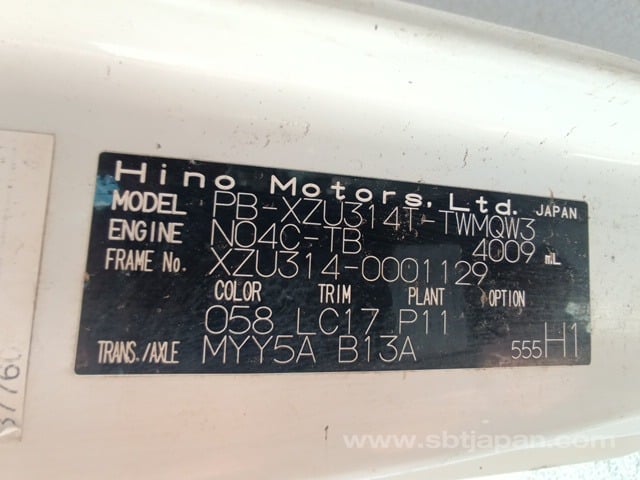 Hino Motors, Ltd. JAPAN
MODEL PB-XZU314T-TWMQW3
ENGINE N04C-TB 4009 mL
FRAME No. XZU314-0001129
COLOR TRIM PLANT OPTION
058 LC17 P11
TRANS./AXLE MYY5A B13A 555 H1
www.sbtjapan.com